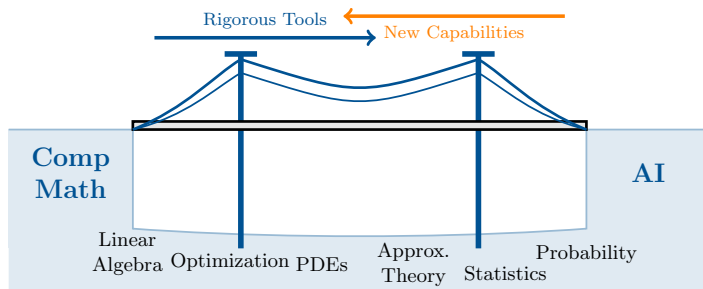 Rigorous Tools
New Capabilities
Comp
Math
AI
Linear
Algebra
Optimization
PDEs
Approx.
Theory
Statistics
Probability